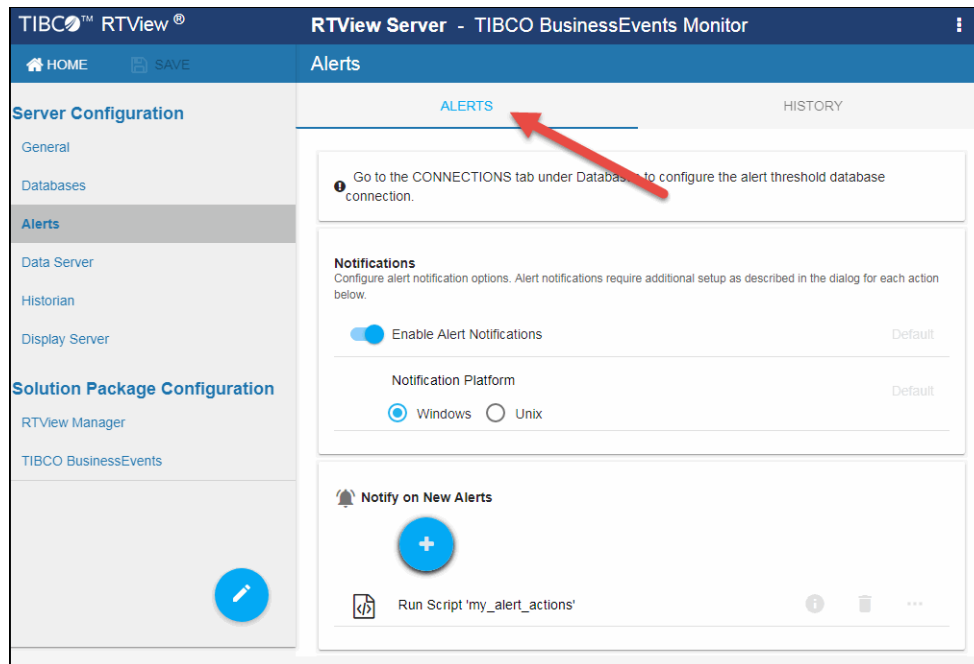 TIBCO™ RTView ®
RTView Server - TIBCO BusinessEvents Monitor
HOME
SAVE
Alerts
Server Configuration
General
Databases
Alerts
Data Server
Historian
Display Server
Solution Package Configuration
RTView Manager
TIBCO BusinessEvents
ALERTS
HISTORY
Go to the CONNECTIONS tab under Databases to configure the alert threshold database
connection.
Notifications
Configure alert notification options. Alert notifications require additional setup as described in the dialog for each action
below.
Enable Alert Notifications
Default
Notification Platform
Default
Windows
Unix
Notify on New Alerts
Run Script 'my_alert_actions'